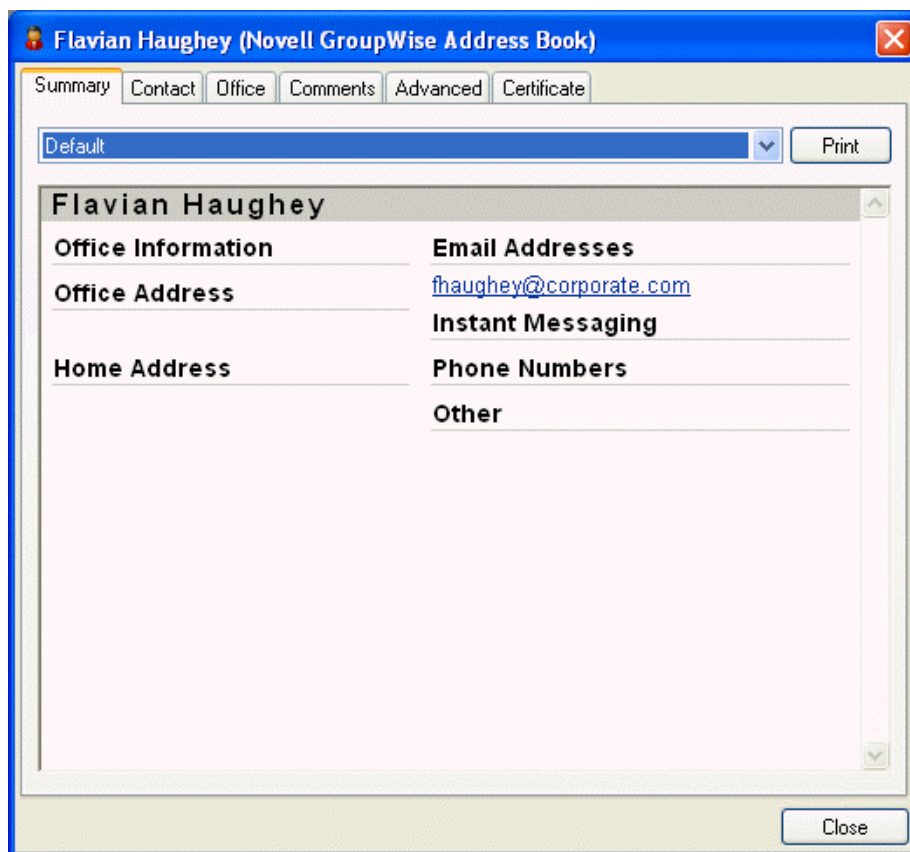 Flavian Haughey (Novell GroupWise Address Book)
Summary Contact Office Comments Advanced Certificate
Default
Print
Flavian Haughey
Office Information
Office Address
Home Address
Email Addresses
fhaughey@corporate.com
Instant Messaging
Phone Numbers
Other
Close